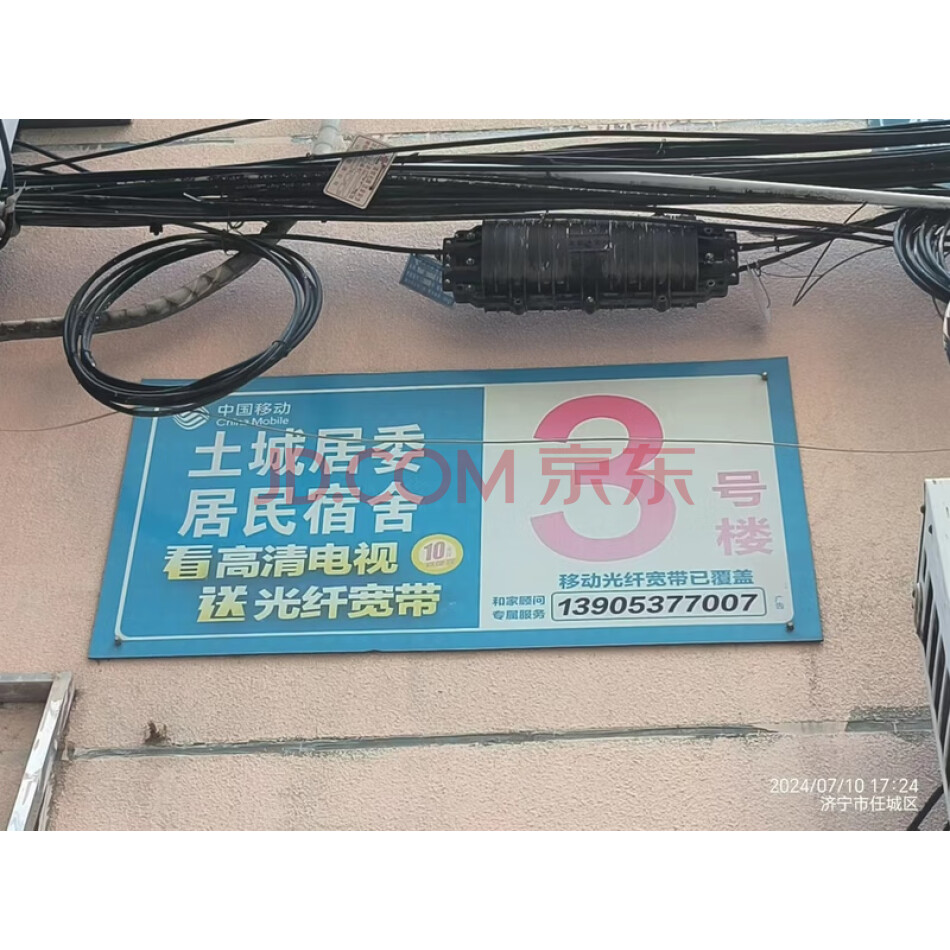 中国移动
China Mobile
土城居委
居民宿舍
看高清电视
10
送光纤宽带
3
号楼
移动光纤宽带已覆盖
和家顾问
专属服务
13905377007
广西
JD.COM 京东
2024/07/10 17:24
济宁市任城区